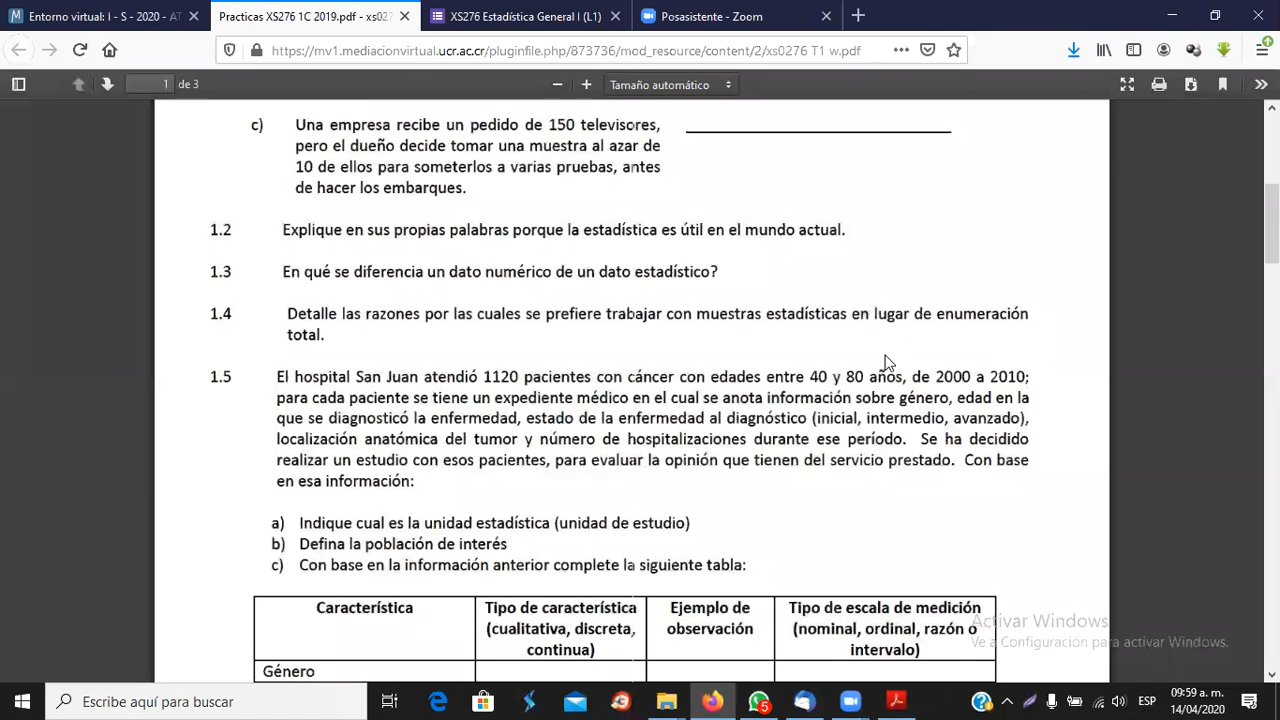 Entorno virtual: I - S - 2020 - AT
Practicas XS276 1C 2019.pdf - xs027
XS276 Estadística General I (L1)
Posasistente - Zoom
https://mv1.mediacionvirtual.ucr.ac.cr/pluginfile.php/873736/mod_resource/content/2/xs0276 T1 w.pdf
1 de 3
Tamaño automático
c) Una empresa recibe un pedido de 150 televisores,
pero el dueño decide tomar una muestra al azar de
10 de ellos para someterlos a varias pruebas, antes
de hacer los embarques.
1.2 Explique en sus propias palabras porque la estadística es útil en el mundo actual.
1.3 En qué se diferencia un dato numérico de un dato estadístico?
1.4 Detalle las razones por las cuales se prefiere trabajar con muestras estadísticas en lugar de enumeración
total.
1.5 El hospital San Juan atendió 1120 pacientes con cáncer con edades entre 40 y 80 años, de 2000 a 2010;
para cada paciente se tiene un expediente médico en el cual se anota información sobre género, edad en la
que se diagnosticó la enfermedad, estado de la enfermedad al diagnóstico (inicial, intermedio, avanzado),
localización anatómica del tumor y número de hospitalizaciones durante ese período. Se ha decidido
realizar un estudio con esos pacientes, para evaluar la opinión que tienen del servicio prestado. Con base
en esa información:
a) Indique cual es la unidad estadística (unidad de estudio)
b) Defina la población de interés
c) Con base en la información anterior complete la siguiente tabla:
Característica
Tipo de característica
(cualitativa, discreta,
continua)
Ejemplo de
observación
Tipo de escala de medición
(nominal, ordinal, razón o
intervalo)
Género
Activar Windows
Ve a Configuración para activar Windows.
Escribe aquí para buscar
5
ESP
09:59 a. m.
14/04/2020